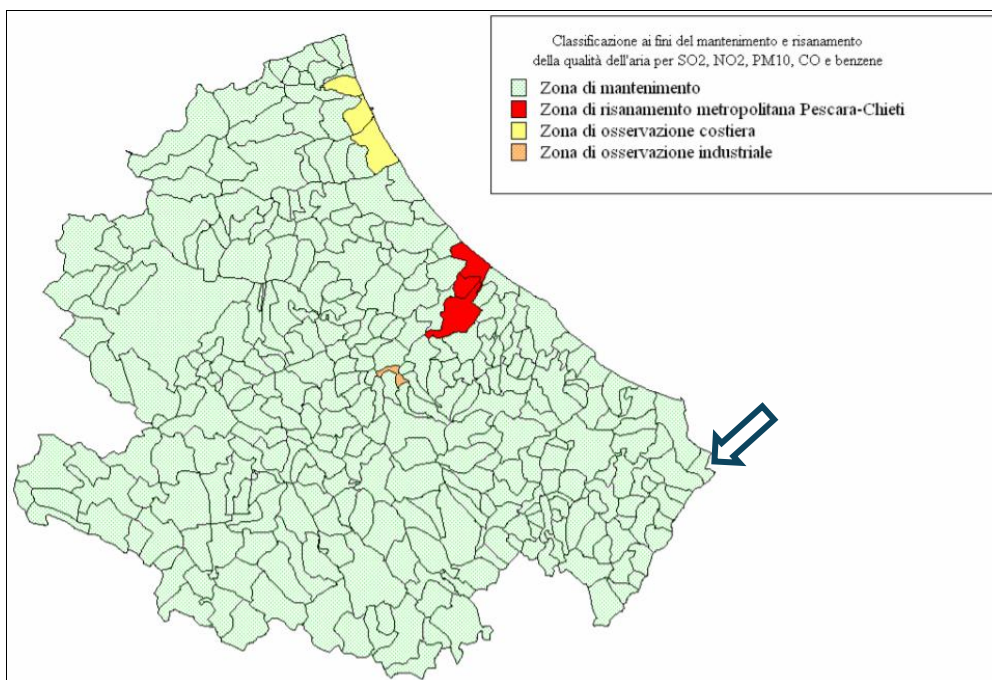 Classificazione ai fini del mantenimento e risanamento
della qualità dell'aria per SO2, NO2, PM10, CO e benzene
Zona di mantenimento
Zona di risanamemto metropolitana Pescara-Chieti
Zona di osservazione costiera
Zona di osservazione industriale